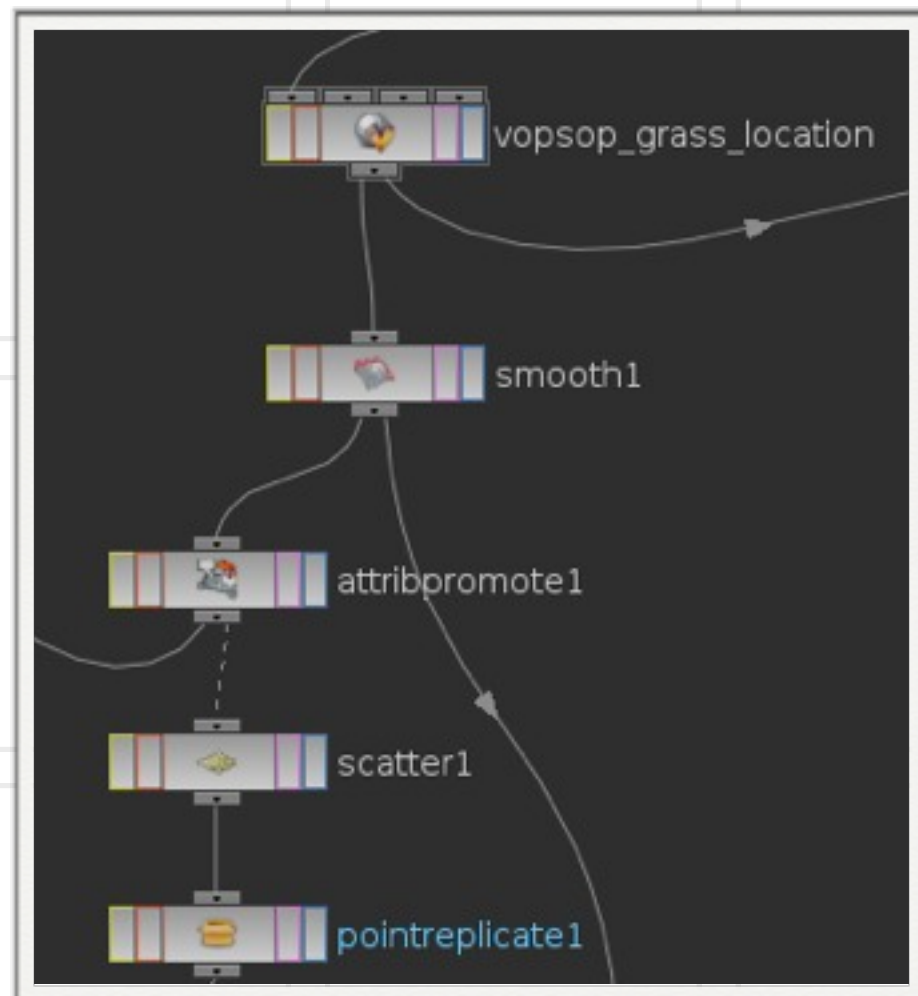 vopsop_grass_location
smooth1
attribpromote1
scatter1
pointreplicate1